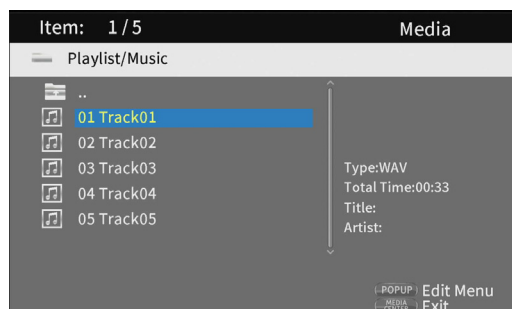 Item: 1/5 Media
Playlist/Music
..
01 Track01
02 Track02
03 Track03
04 Track04
05 Track05
Type:WAV
Total Time:00:33
Title:
Artist:
POPUP Edit Menu
MEDIA CENTER Exit